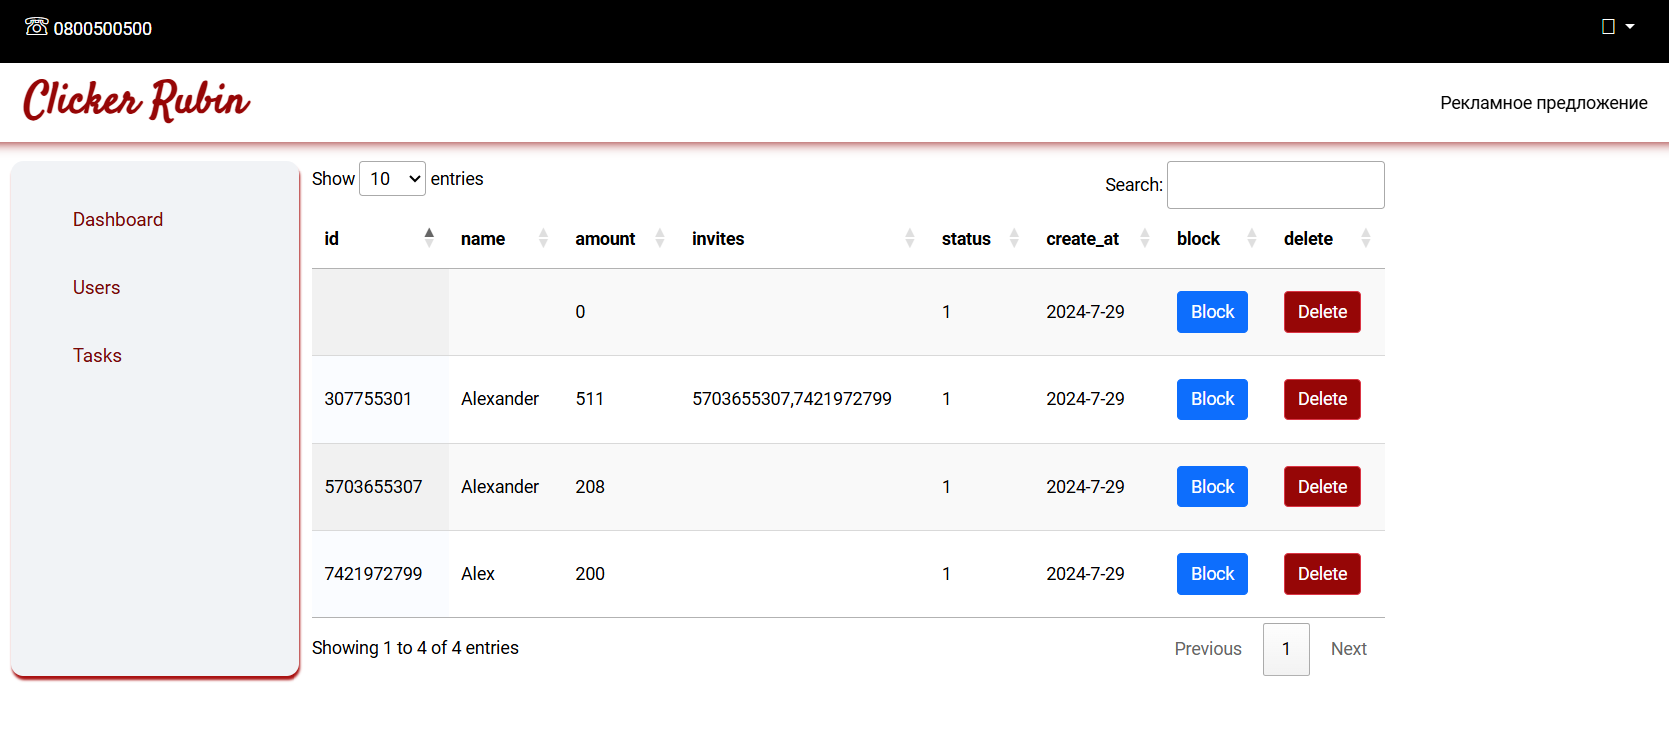 ☏ 0800500500
Clicker Rubin
Рекламное предложение
Dashboard
Users
Tasks
Show 10 entries
Search:
id name amount invites status create_at block delete
0 1 2024-7-29 Block Delete
307755301 Alexander 511 5703655307,7421972799 1 2024-7-29 Block Delete
5703655307 Alexander 208 1 2024-7-29 Block Delete
7421972799 Alex 200 1 2024-7-29 Block Delete
Showing 1 to 4 of 4 entries
Previous 1 Next